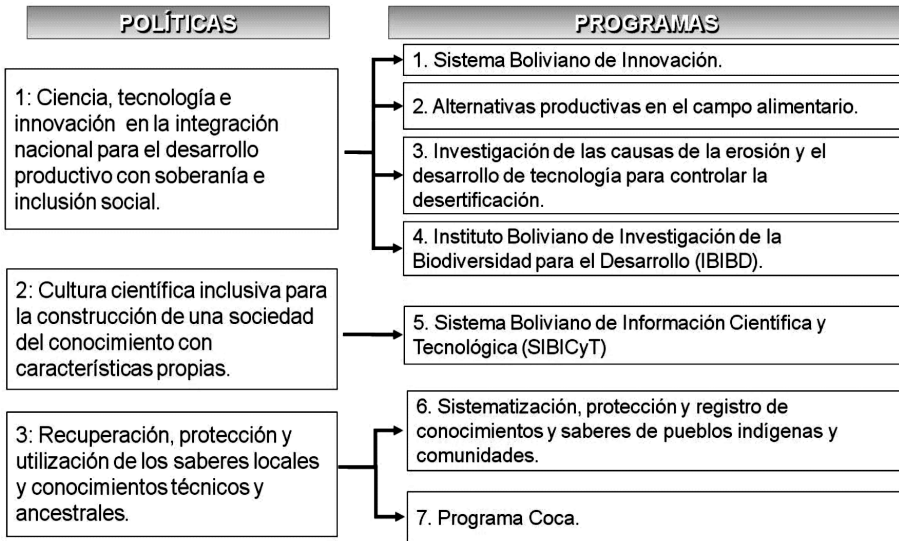 POLÍTICAS
PROGRAMAS
1: Ciencia, tecnología e
innovación en la integración
nacional para el desarrollo
productivo con soberanía e
inclusión social.
1. Sistema Boliviano de Innovación.
2. Alternativas productivas en el campo alimentario.
3. Investigación de las causas de la erosión y el
desarrollo de tecnología para controlar la
desertificación.
4. Instituto Boliviano de Investigación de la
Biodiversidad para el Desarrollo (IBIBD).
2: Cultura científica inclusiva para
la construcción de una sociedad
del conocimiento con
características propias.
5. Sistema Boliviano de Información Científica y
Tecnológica (SIBICyT)
3: Recuperación, protección y
utilización de los saberes locales
y conocimientos técnicos y
ancestrales.
6. Sistematización, protección y registro de
conocimientos y saberes de pueblos indígenas y
comunidades.
7. Programa Coca.